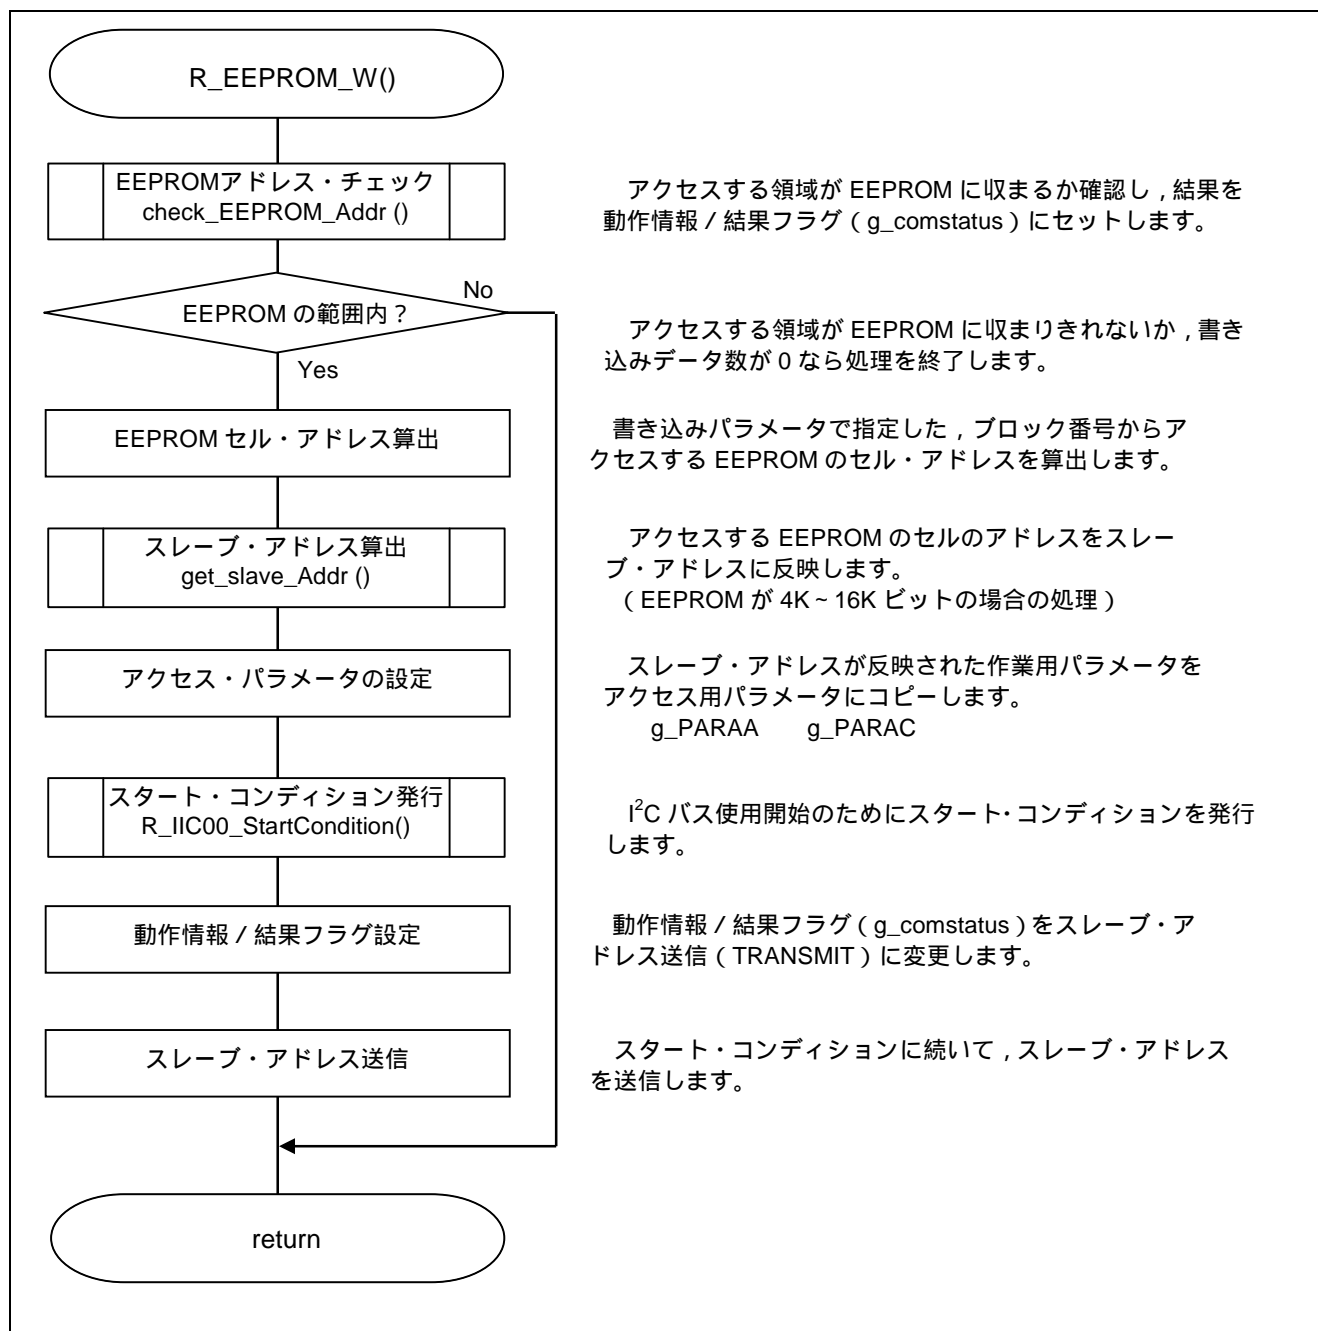 R_EEPROM_W()
EEPROMアドレス・チェック
check_EEPROM_Addr ()
アクセスする領域が EEPROM に収まるか確認し，結果を
動作情報／結果フラグ（g_comstatus）にセットします。
EEPROM の範囲内？
No
Yes
アクセスする領域が EEPROM に収まりきれないか，書き
込みデータ数が 0 なら処理を終了します。
EEPROM セル・アドレス算出
書き込みパラメータで指定した，ブロック番号からア
クセスする EEPROM のセル・アドレスを算出します。
スレーブ・アドレス算出
get_slave_Addr ()
アクセスする EEPROM のセルのアドレスをスレー
ブ・アドレスに反映します。
（EEPROM が 4K～16K ビットの場合の処理）
アクセス・パラメータの設定
スレーブ・アドレスが反映された作業用パラメータを
アクセス用パラメータにコピーします。
g_PARAA g_PARAC
スタート・コンディション発行
R_IIC00_StartCondition()
I²C バス使用開始のためにスタート・コンディションを発行
します。
動作情報／結果フラグ設定
動作情報／結果フラグ（g_comstatus）をスレーブ・ア
ドレス送信（TRANSMIT）に変更します。
スレーブ・アドレス送信
スタート・コンディションに続いて，スレーブ・アドレス
を送信します。
return